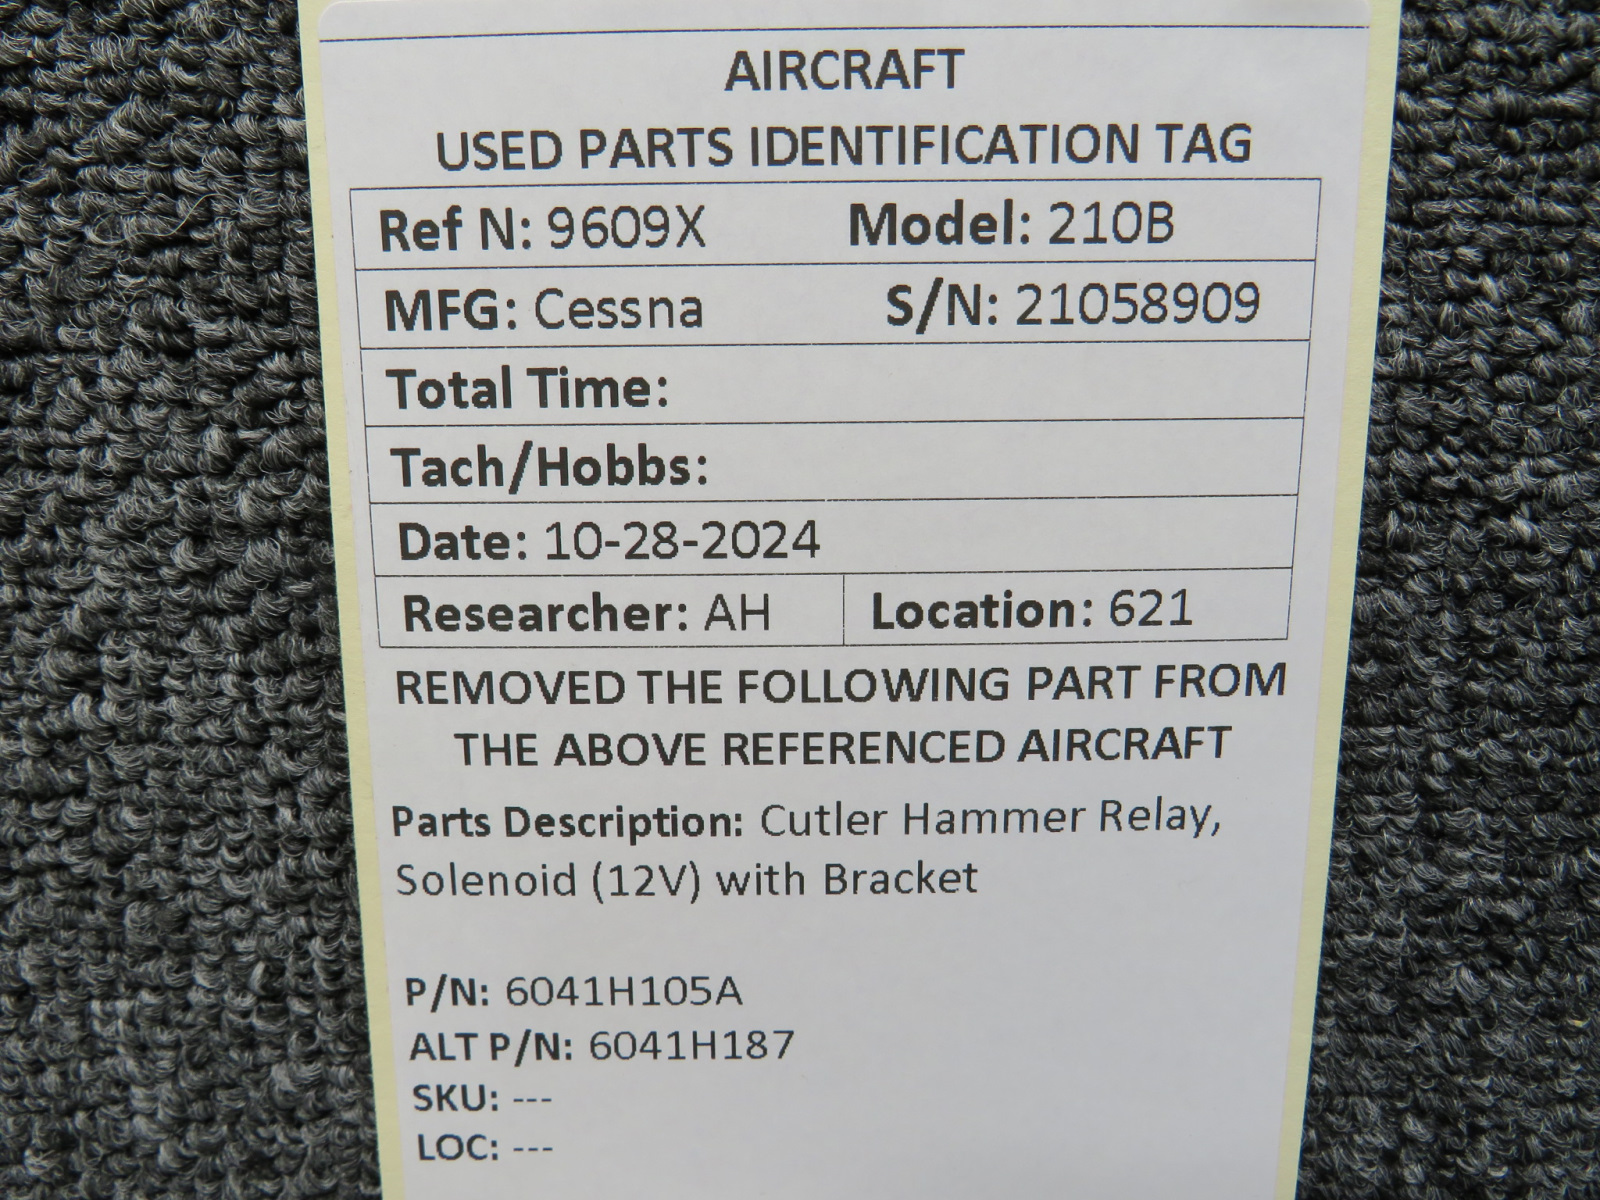 AIRCRAFT
USED PARTS IDENTIFICATION TAG
Ref N: 9609X Model: 210B
MFG: Cessna S/N: 21058909
Total Time:
Tach/Hobbs:
Date: 10-28-2024
Researcher: AH Location: 621
REMOVED THE FOLLOWING PART FROM
THE ABOVE REFERENCED AIRCRAFT
Parts Description: Cutler Hammer Relay,
Solenoid (12V) with Bracket
P/N: 6041H105A
ALT P/N: 6041H187
SKU: ---
LOC: ---